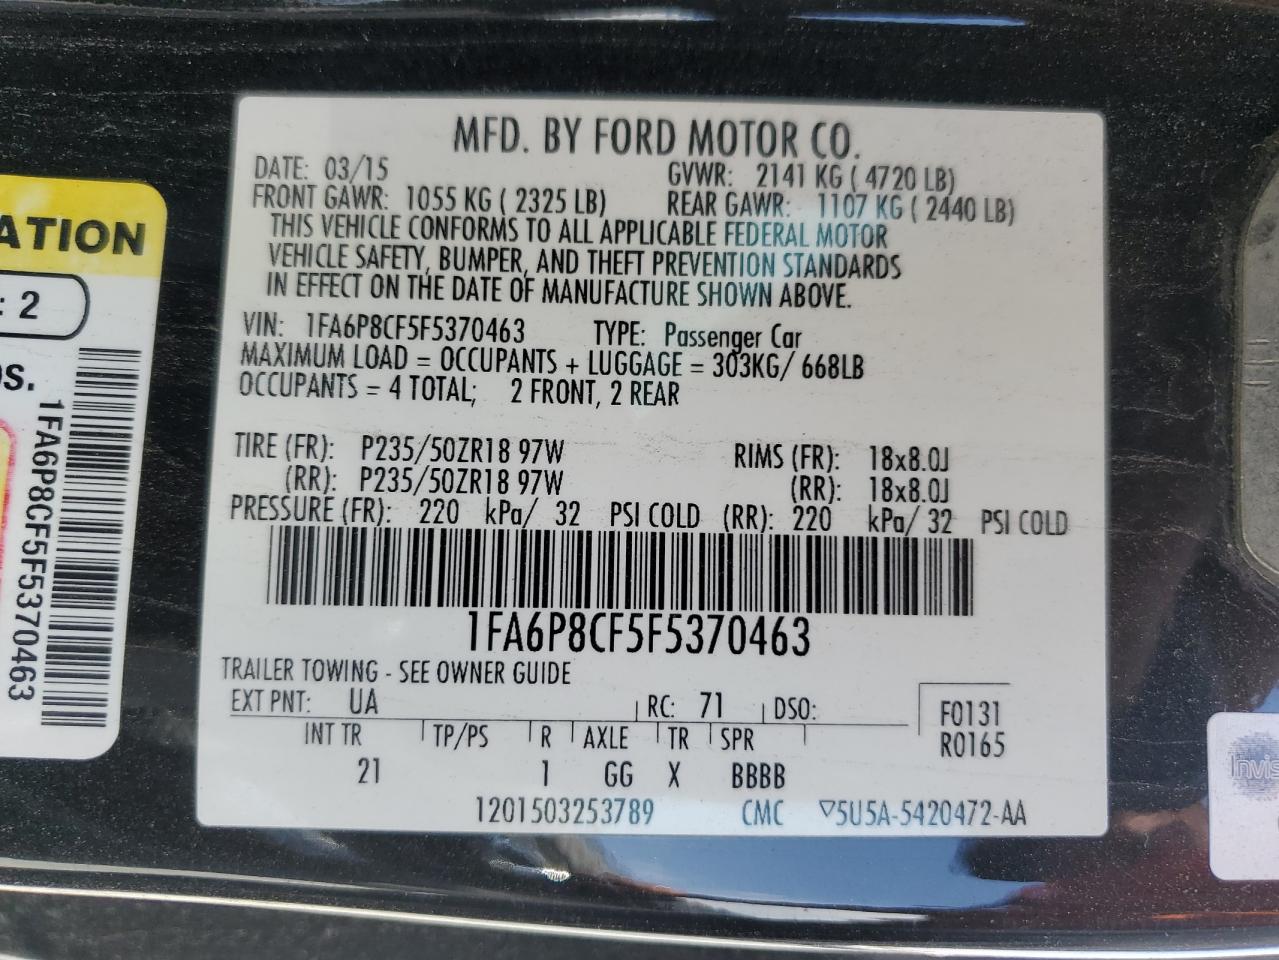 MFD. BY FORD MOTOR CO.
DATE: 03/15 GVWR: 2141 KG ( 4720 LB)
FRONT GAWR: 1055 KG ( 2325 LB) REAR GAWR: 1107 KG ( 2440 LB)
THIS VEHICLE CONFORMS TO ALL APPLICABLE FEDERAL MOTOR
VEHICLE SAFETY, BUMPER, AND THEFT PREVENTION STANDARDS
IN EFFECT ON THE DATE OF MANUFACTURE SHOWN ABOVE.
VIN: 1FA6P8CF5F5370463 TYPE: Passenger Car
MAXIMUM LOAD = OCCUPANTS + LUGGAGE = 303KG/ 668LB
OCCUPANTS = 4 TOTAL; 2 FRONT, 2 REAR
TIRE (FR): P235/50ZR18 97W RIMS (FR): 18x8.0J
(RR): P235/50ZR18 97W (RR): 18x8.0J
PRESSURE (FR): 220 kPa/ 32 PSI COLD (RR): 220 kPa/ 32 PSI COLD
1FA6P8CF5F5370463
TRAILER TOWING - SEE OWNER GUIDE
EXT PNT: UA RC: 71 DSO: F0131
INT TR TP/PS R AXLE TR SPR R0165
21 1 GG X BBBB
1201503253789 CMC ▽5U5A-5420472-AA
ATION
: 2
os.
1FA6P8CF5F5370463
Invis